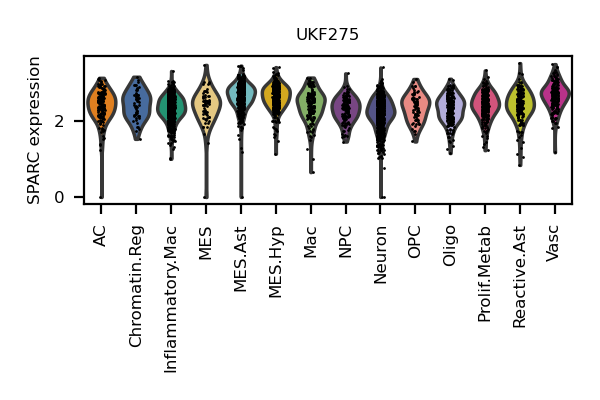 UKF275
SPARC expression
2
0
AC
Chromatin.Reg
Inflammatory.Mac
MES
MES.Ast
MES.Hyp
Mac
NPC
Neuron
OPC
Oligo
Prolif.Metab
Reactive.Ast
Vasc